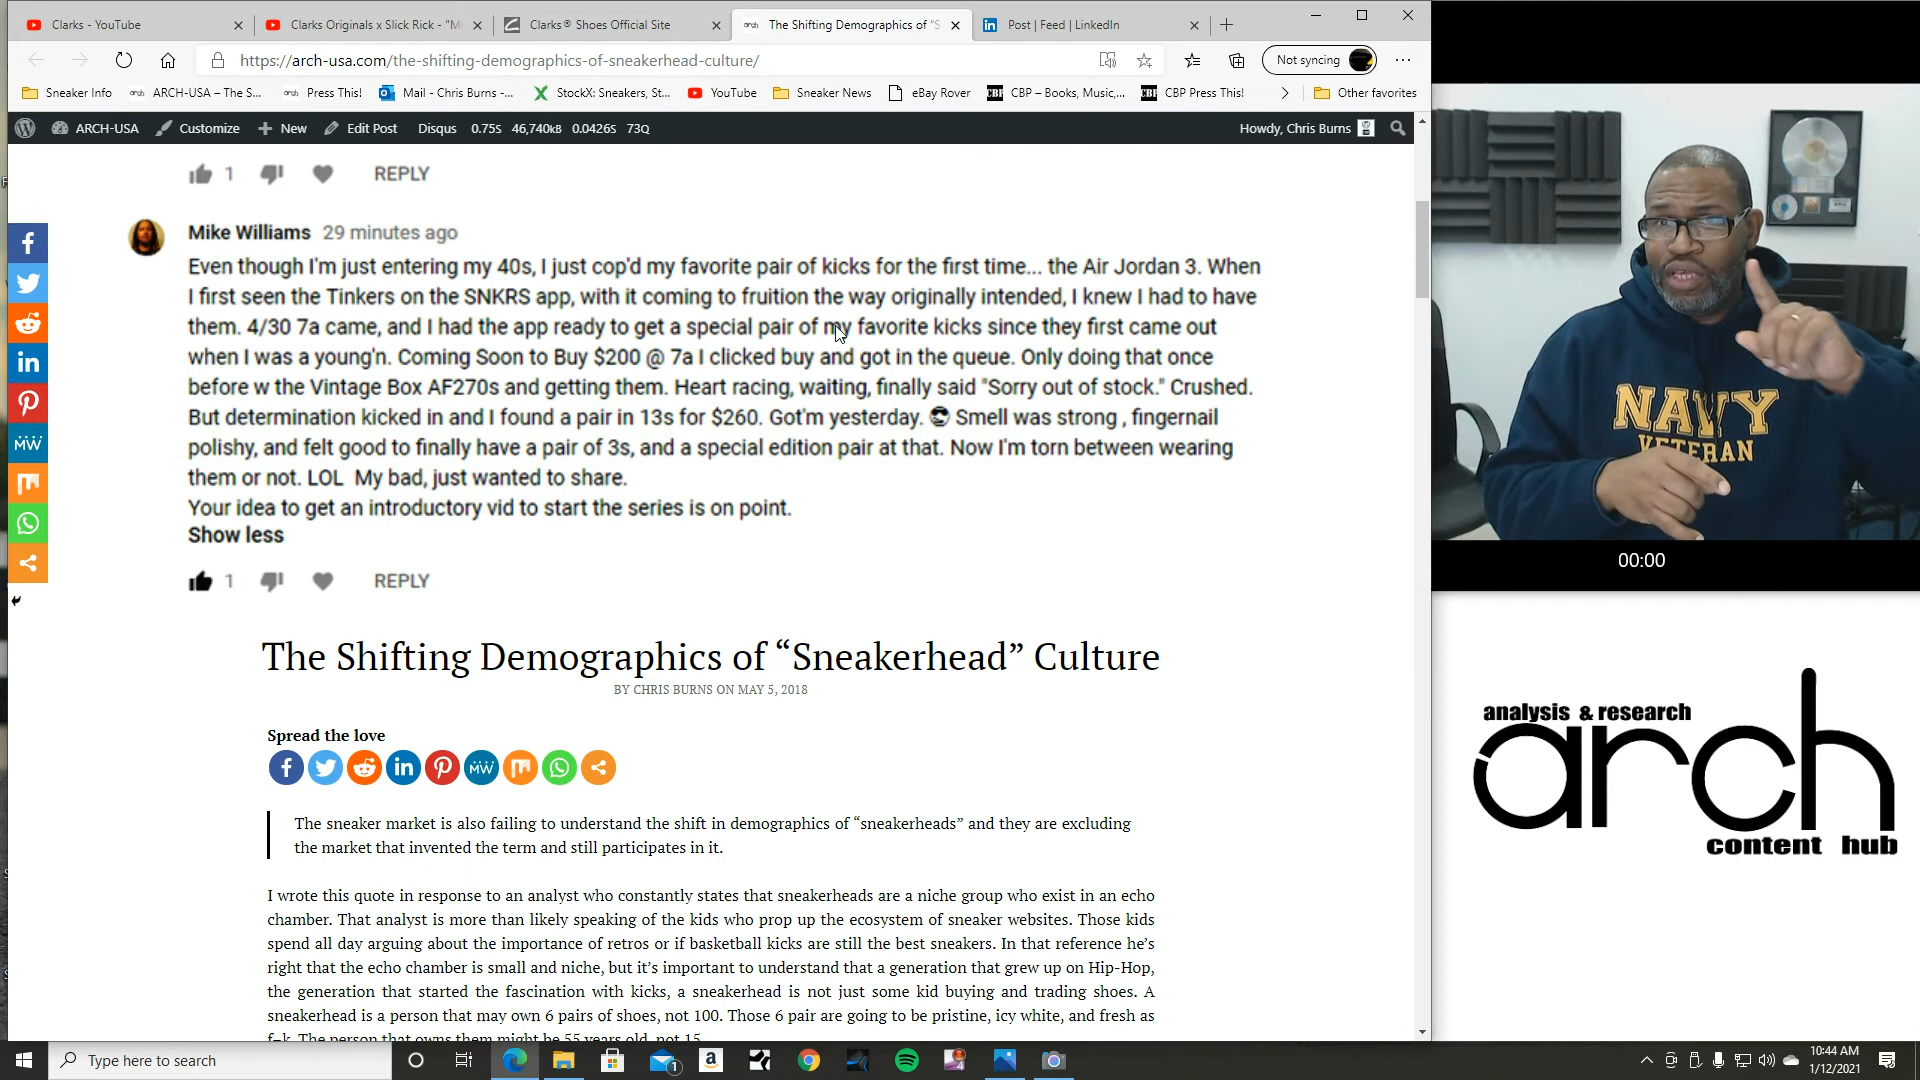 Clarks - YouTube
Clarks Originals x Slick Rick - "M
Clarks® Shoes Official Site
The Shifting Demographics of "S
Post | Feed | LinkedIn
https://arch-usa.com/the-shifting-demographics-of-sneakerhead-culture/
Not syncing
Sneaker Info
ARCH-USA – The S...
Press This!
Mail - Chris Burns -...
StockX: Sneakers, St...
YouTube
Sneaker News
eBay Rover
CBP – Books, Music,...
CBP Press This!
Other favorites
ARCH-USA
Customize
New
Edit Post
Disqus
0.75S
46,740kB
0.0426S
73Q
Howdy, Chris Burns
1 REPLY
Mike Williams 29 minutes ago
Even though I'm just entering my 40s, I just cop'd my favorite pair of kicks for the first time... the Air Jordan 3. When
I first seen the Tinkers on the SNKRS app, with it coming to fruition the way originally intended, I knew I had to have
them. 4/30 7a came, and I had the app ready to get a special pair of my favorite kicks since they first came out
when I was a young'n. Coming Soon to Buy $200 @ 7a I clicked buy and got in the queue. Only doing that once
before w the Vintage Box AF270s and getting them. Heart racing, waiting, finally said "Sorry out of stock." Crushed.
But determination kicked in and I found a pair in 13s for $260. Got'm yesterday. 😎 Smell was strong , fingernail
polishy, and felt good to finally have a pair of 3s, and a special edition pair at that. Now I'm torn between wearing
them or not. LOL My bad, just wanted to share.
Your idea to get an introductory vid to start the series is on point.
Show less
1 REPLY
The Shifting Demographics of “Sneakerhead” Culture
BY CHRIS BURNS ON MAY 5, 2018
Spread the love
The sneaker market is also failing to understand the shift in demographics of “sneakerheads” and they are excluding
the market that invented the term and still participates in it.
I wrote this quote in response to an analyst who constantly states that sneakerheads are a niche group who exist in an echo
chamber. That analyst is more than likely speaking of the kids who prop up the ecosystem of sneaker websites. Those kids
spend all day arguing about the importance of retros or if basketball kicks are still the best sneakers. In that reference he’s
right that the echo chamber is small and niche, but it’s important to understand that a generation that grew up on Hip-Hop,
the generation that started the fascination with kicks, a sneakerhead is not just some kid buying and trading shoes. A
sneakerhead is a person that may own 6 pairs of shoes, not 100. Those 6 pair are going to be pristine, icy white, and fresh as
f–k. The person that owns them might be 55 years old, not 15.
NAVY
VETERAN
00:00
analysis & research
arch
content hub
Type here to search
1
10:44 AM
1/12/2021